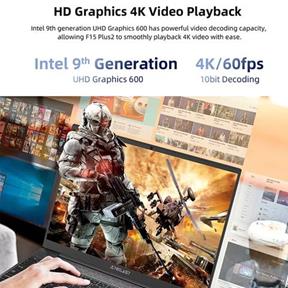 HD Graphics 4K Video Playback
Intel 9th generation UHD Graphics 600 has powerful video decoding capacity,
allowing F15 Plus2 to smoothly playback 4K video with ease.
Intel 9th Generation
UHD Graphics 600
4K/60fps
10bit Decoding